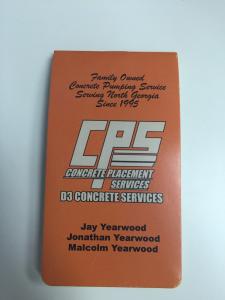 Family Owned
Concrete Pumping Service
Serving North Georgia
Since 1995
CPS
CONCRETE PLACEMENT
SERVICES
D3 CONCRETE SERVICES
Jay Yearwood
Jonathan Yearwood
Malcolm Yearwood